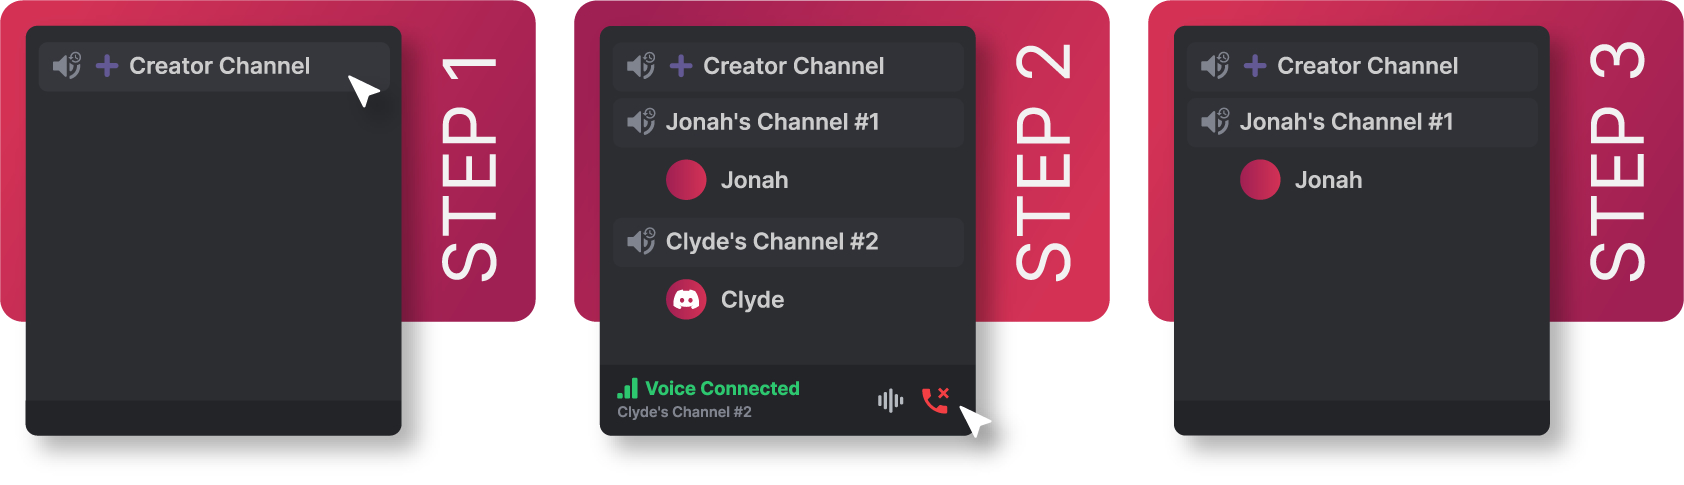 Creator Channel
STEP 1
Creator Channel
Jonah's Channel #1
Jonah
Clyde's Channel #2
Clyde
Voice Connected
Clyde's Channel #2
STEP 2
Creator Channel
Jonah's Channel #1
Jonah
STEP 3